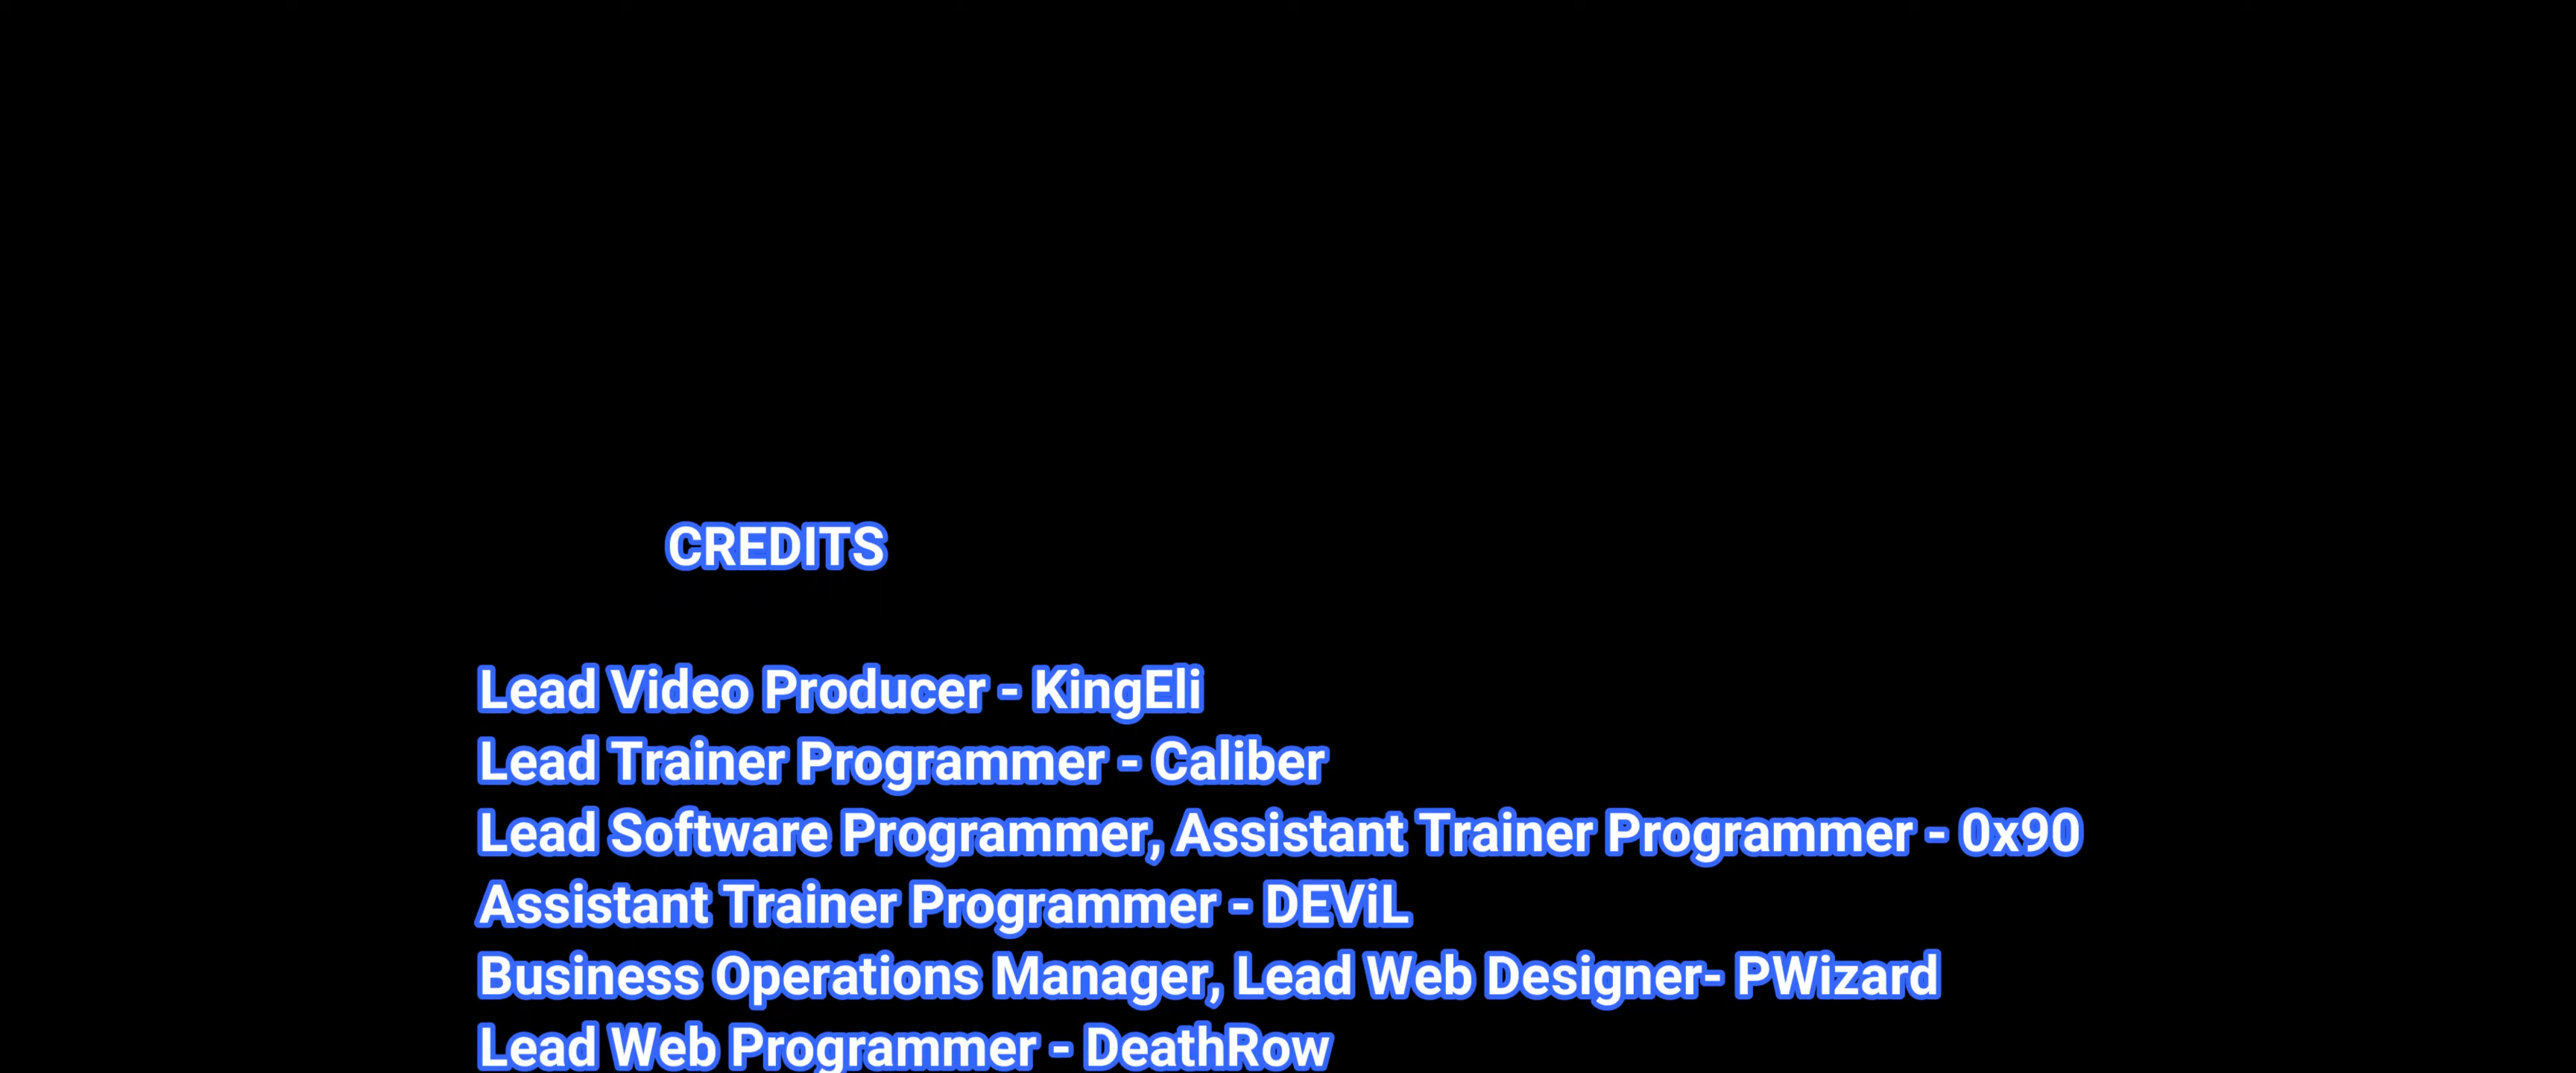 CREDITS
Lead Video Producer - KingEli
Lead Trainer Programmer - Caliber
Lead Software Programmer, Assistant Trainer Programmer - 0x90
Assistant Trainer Programmer - DEViL
Business Operations Manager, Lead Web Designer- PWizard
Lead Web Programmer - DeathRow